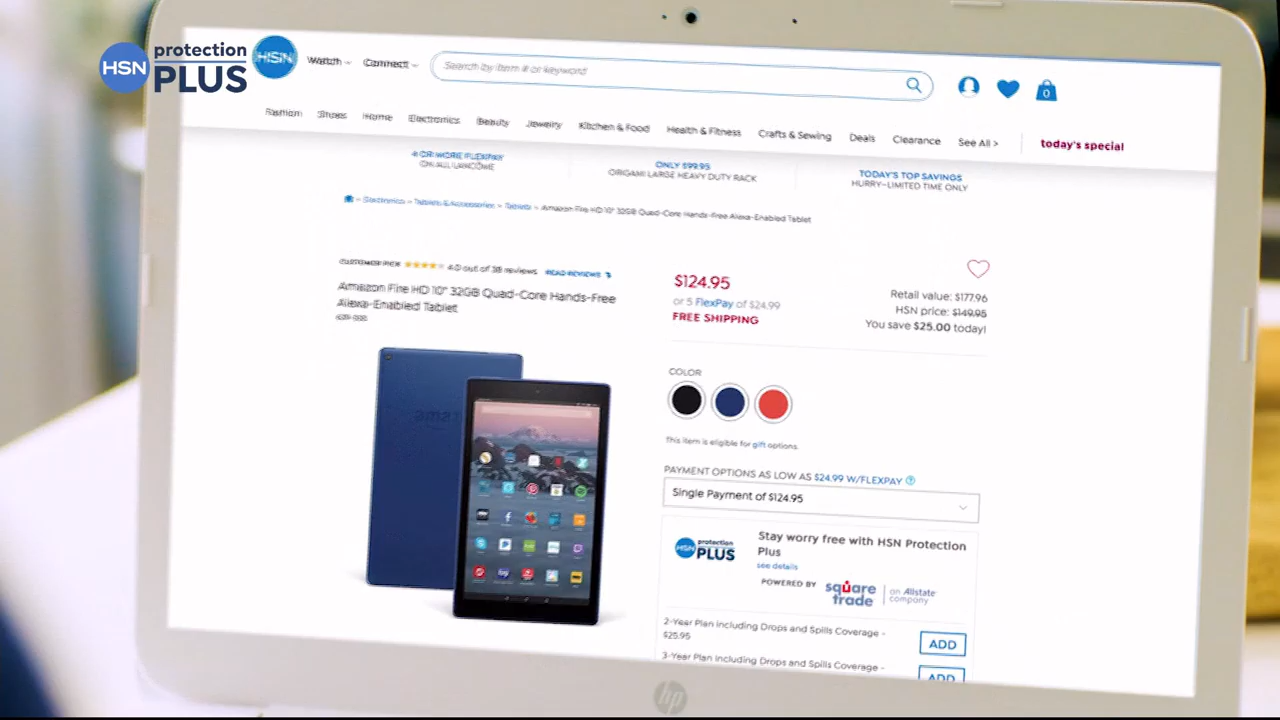 HSN protection PLUS
HSN Watch Connect Search by item # or keyword 0
Fashion Shoes Home Electronics Beauty Jewelry Kitchen & Food Health & Fitness Crafts & Sewing Deals Clearance See All > today's special
ON ALL LANCÔME
ONLY $99.95
ORIGAMI LARGE HEAVY DUTY RACK
TODAY'S TOP SAVINGS
HURRY–LIMITED TIME ONLY
Electronics > Tablets & Accessories > Tablets > Amazon Fire HD 10" 32GB Quad-Core Hands-Free Alexa-Enabled Tablet
CUSTOMER PICK 4.0 out of 38 reviews READ REVIEWS
Amazon Fire HD 10" 32GB Quad-Core Hands-Free
Alexa-Enabled Tablet
$124.95
or 5 FlexPay of $24.99
FREE SHIPPING
Retail value: $177.96
HSN price: $149.95
You save $25.00 today!
COLOR
This item is eligible for gift options.
PAYMENT OPTIONS AS LOW AS $24.99 W/FLEXPAY ?
Single Payment of $124.95
HSN protection PLUS
Stay worry free with HSN Protection
Plus
see details
POWERED BY square trade | an Allstate company
2-Year Plan including Drops and Spills Coverage -
$25.95
ADD
3-Year Plan including Drops and Spills Coverage -
ADD
hp